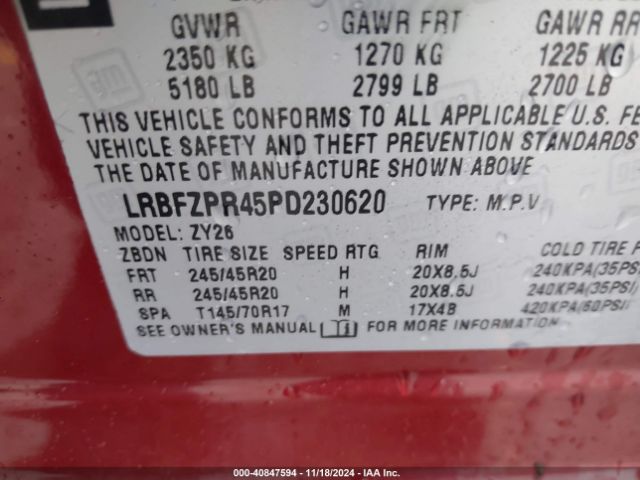 GVWR GAWR FRT GAWR RR
2350 KG 1270 KG 1225 KG
5180 LB 2799 LB 2700 LB
THIS VEHICLE CONFORMS TO ALL APPLICABLE U.S. FE
VEHICLE SAFETY AND THEFT PREVENTION STANDARDS
THE DATE OF MANUFACTURE SHOWN ABOVE
LRBFZPR45PD230620 TYPE: M.P.V
MODEL: ZY26
ZBDN TIRE SIZE SPEED RTG RIM COLD TIRE P
FRT 245/45R20 H 20X8.5J 240KPA(35PS
RR 245/45R20 H 20X8.5J 240KPA(35PSI)
SPA T145/70R17 M 17X4B 420KPA(60PSI)
SEE OWNER'S MANUAL FOR MORE INFORMATION
000-40847594 - 11/18/2024 - IAA Inc.